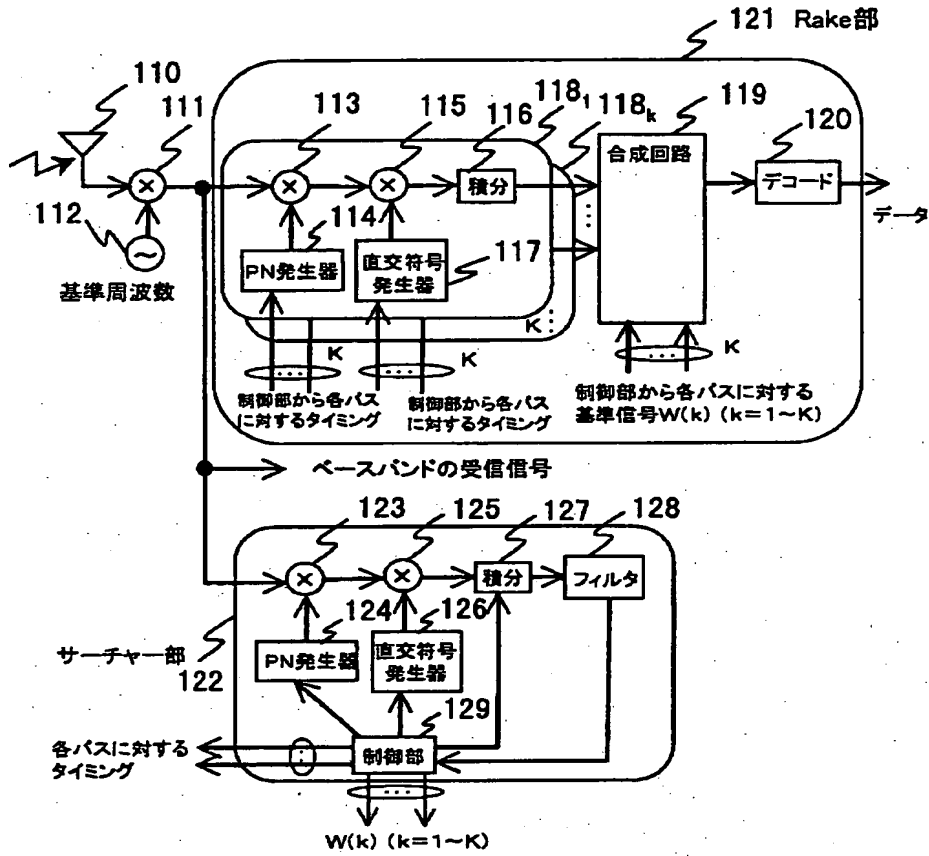 121 Rake部
110
111
113
115
116
118₁
118ₖ
119
120
合成回路
積分
デコード
データ
112
基準周波数
114
PN発生器
直交符号
発生器
117
K
K
K
K
制御部から各パス
に対するタイミング
制御部から各パス
に対するタイミング
制御部から各パスに対する
基準信号W(k) (k=1~K)
ベースバンドの受信信号
123
125
127
128
積分
フィルタ
124
126
PN発生器
直交符号
発生器
サーチャー部
122
129
制御部
各パスに対する
タイミング
W(k) (k=1~K)